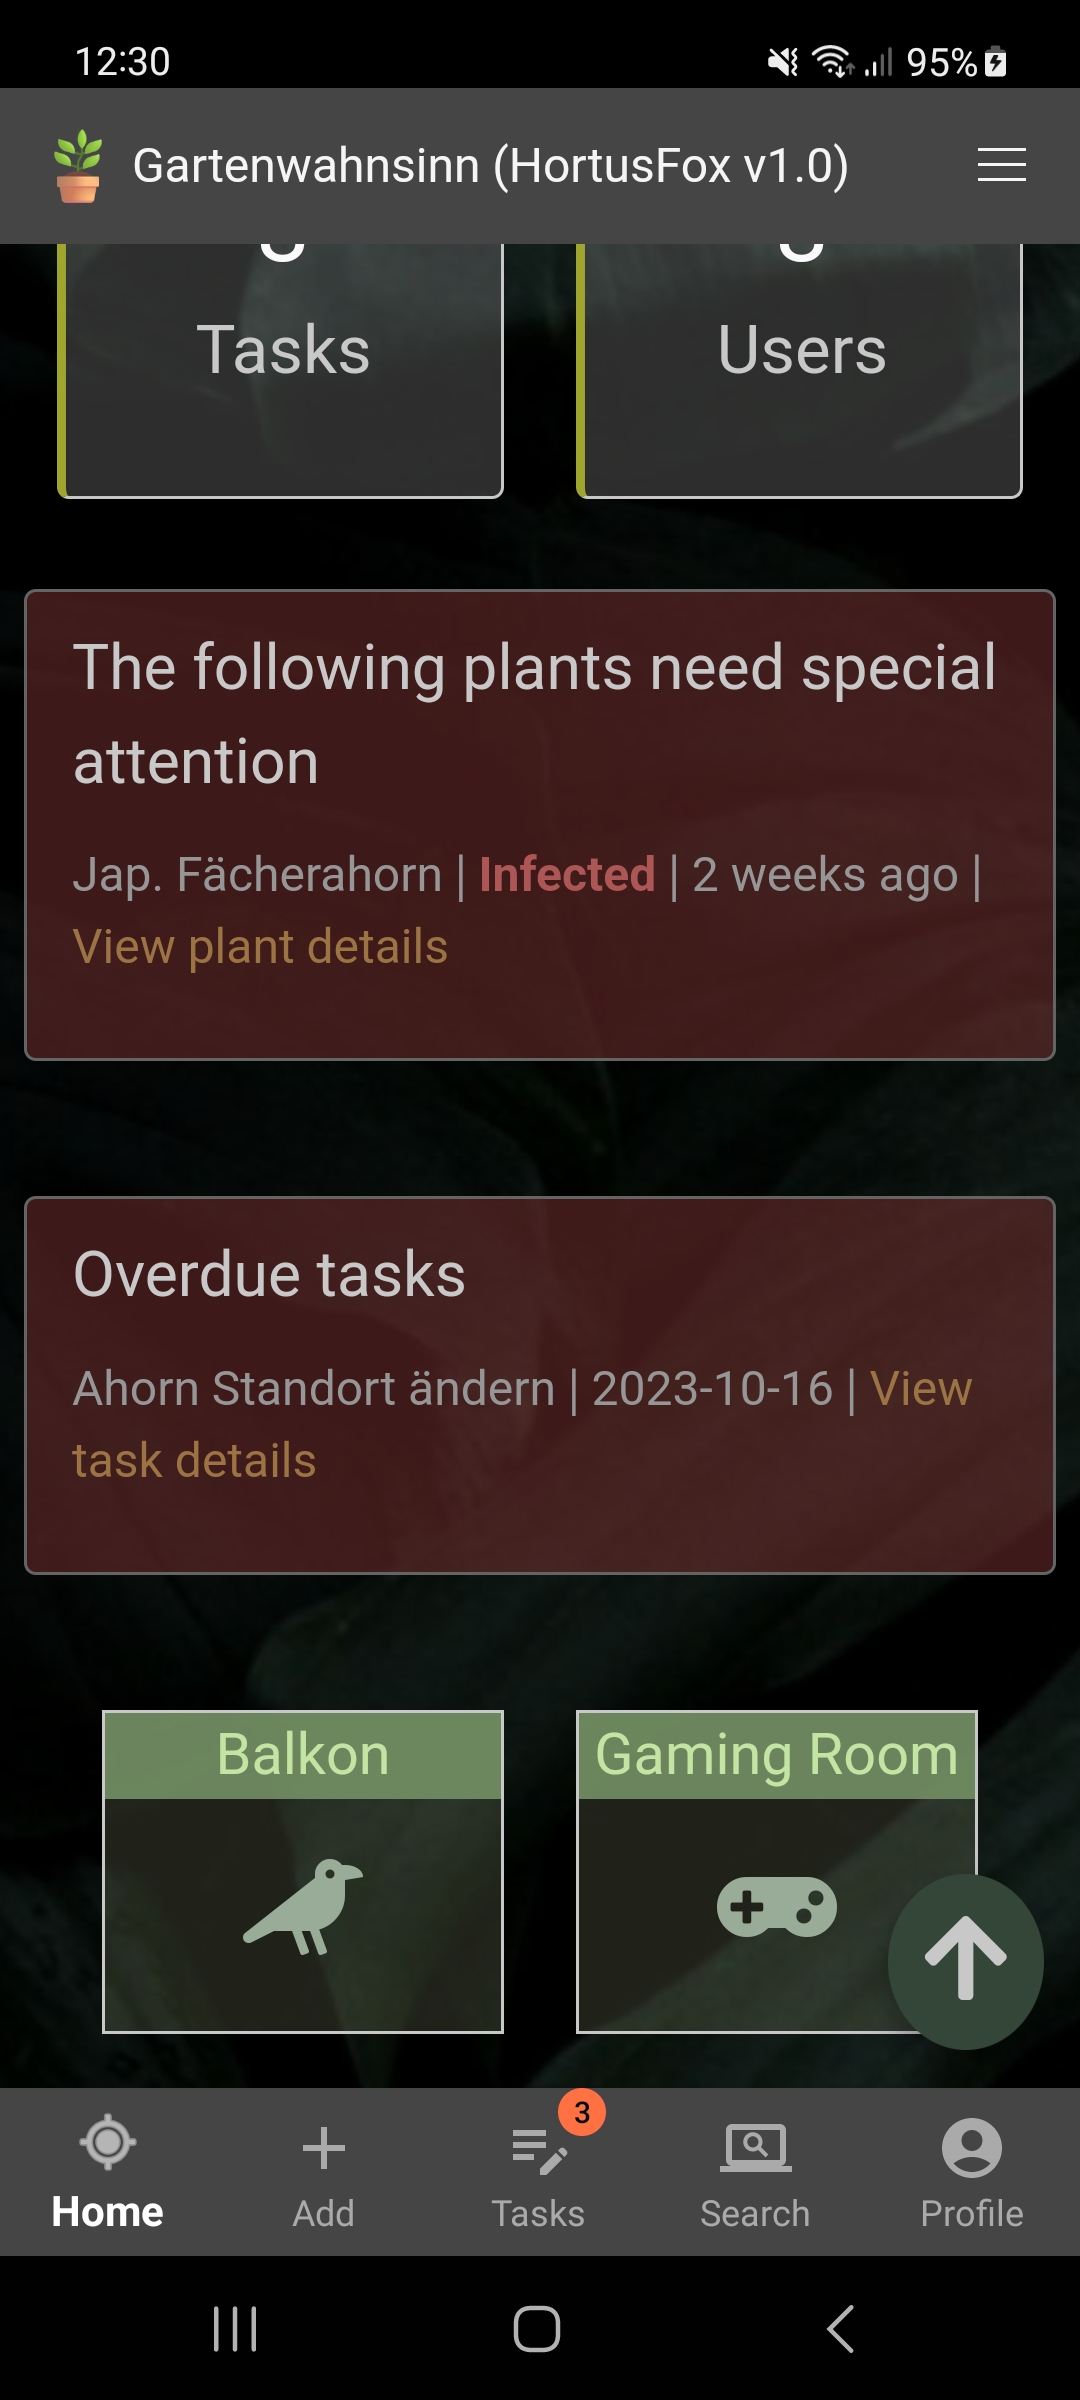 12:30 95%
Gartenwahnsinn (HortusFox v1.0)
Tasks Users
The following plants need special
attention
Jap. Fächerahorn | Infected | 2 weeks ago |
View plant details
Overdue tasks
Ahorn Standort ändern | 2023-10-16 | View
task details
Balkon Gaming Room
3
Home Add Tasks Search Profile